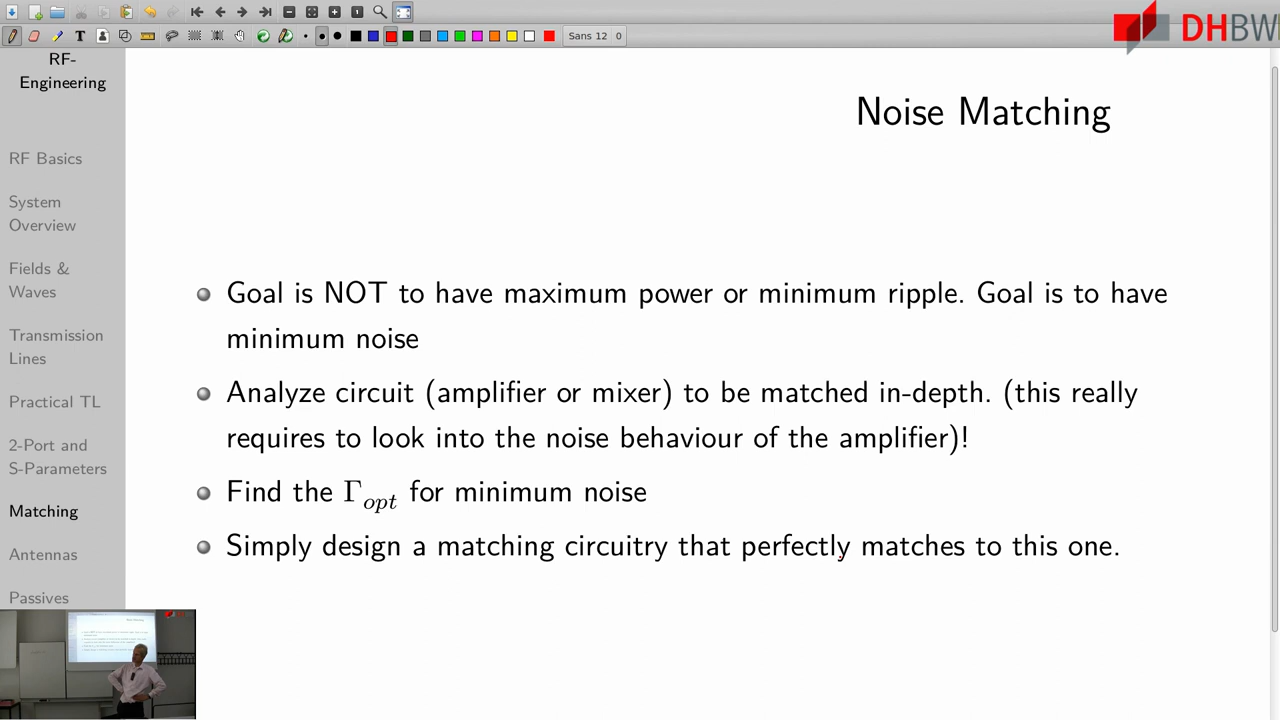 Sans 12 0
DHBW
RF-
Engineering
RF Basics
System
Overview
Fields &
Waves
Transmission
Lines
Practical TL
2-Port and
S-Parameters
Matching
Antennas
Passives
Noise Matching
Goal is NOT to have maximum power or minimum ripple. Goal is to have
minimum noise
Analyze circuit (amplifier or mixer) to be matched in-depth. (this really
requires to look into the noise behaviour of the amplifier)!
Find the Γopt for minimum noise
Simply design a matching circuitry that perfectly matches to this one.